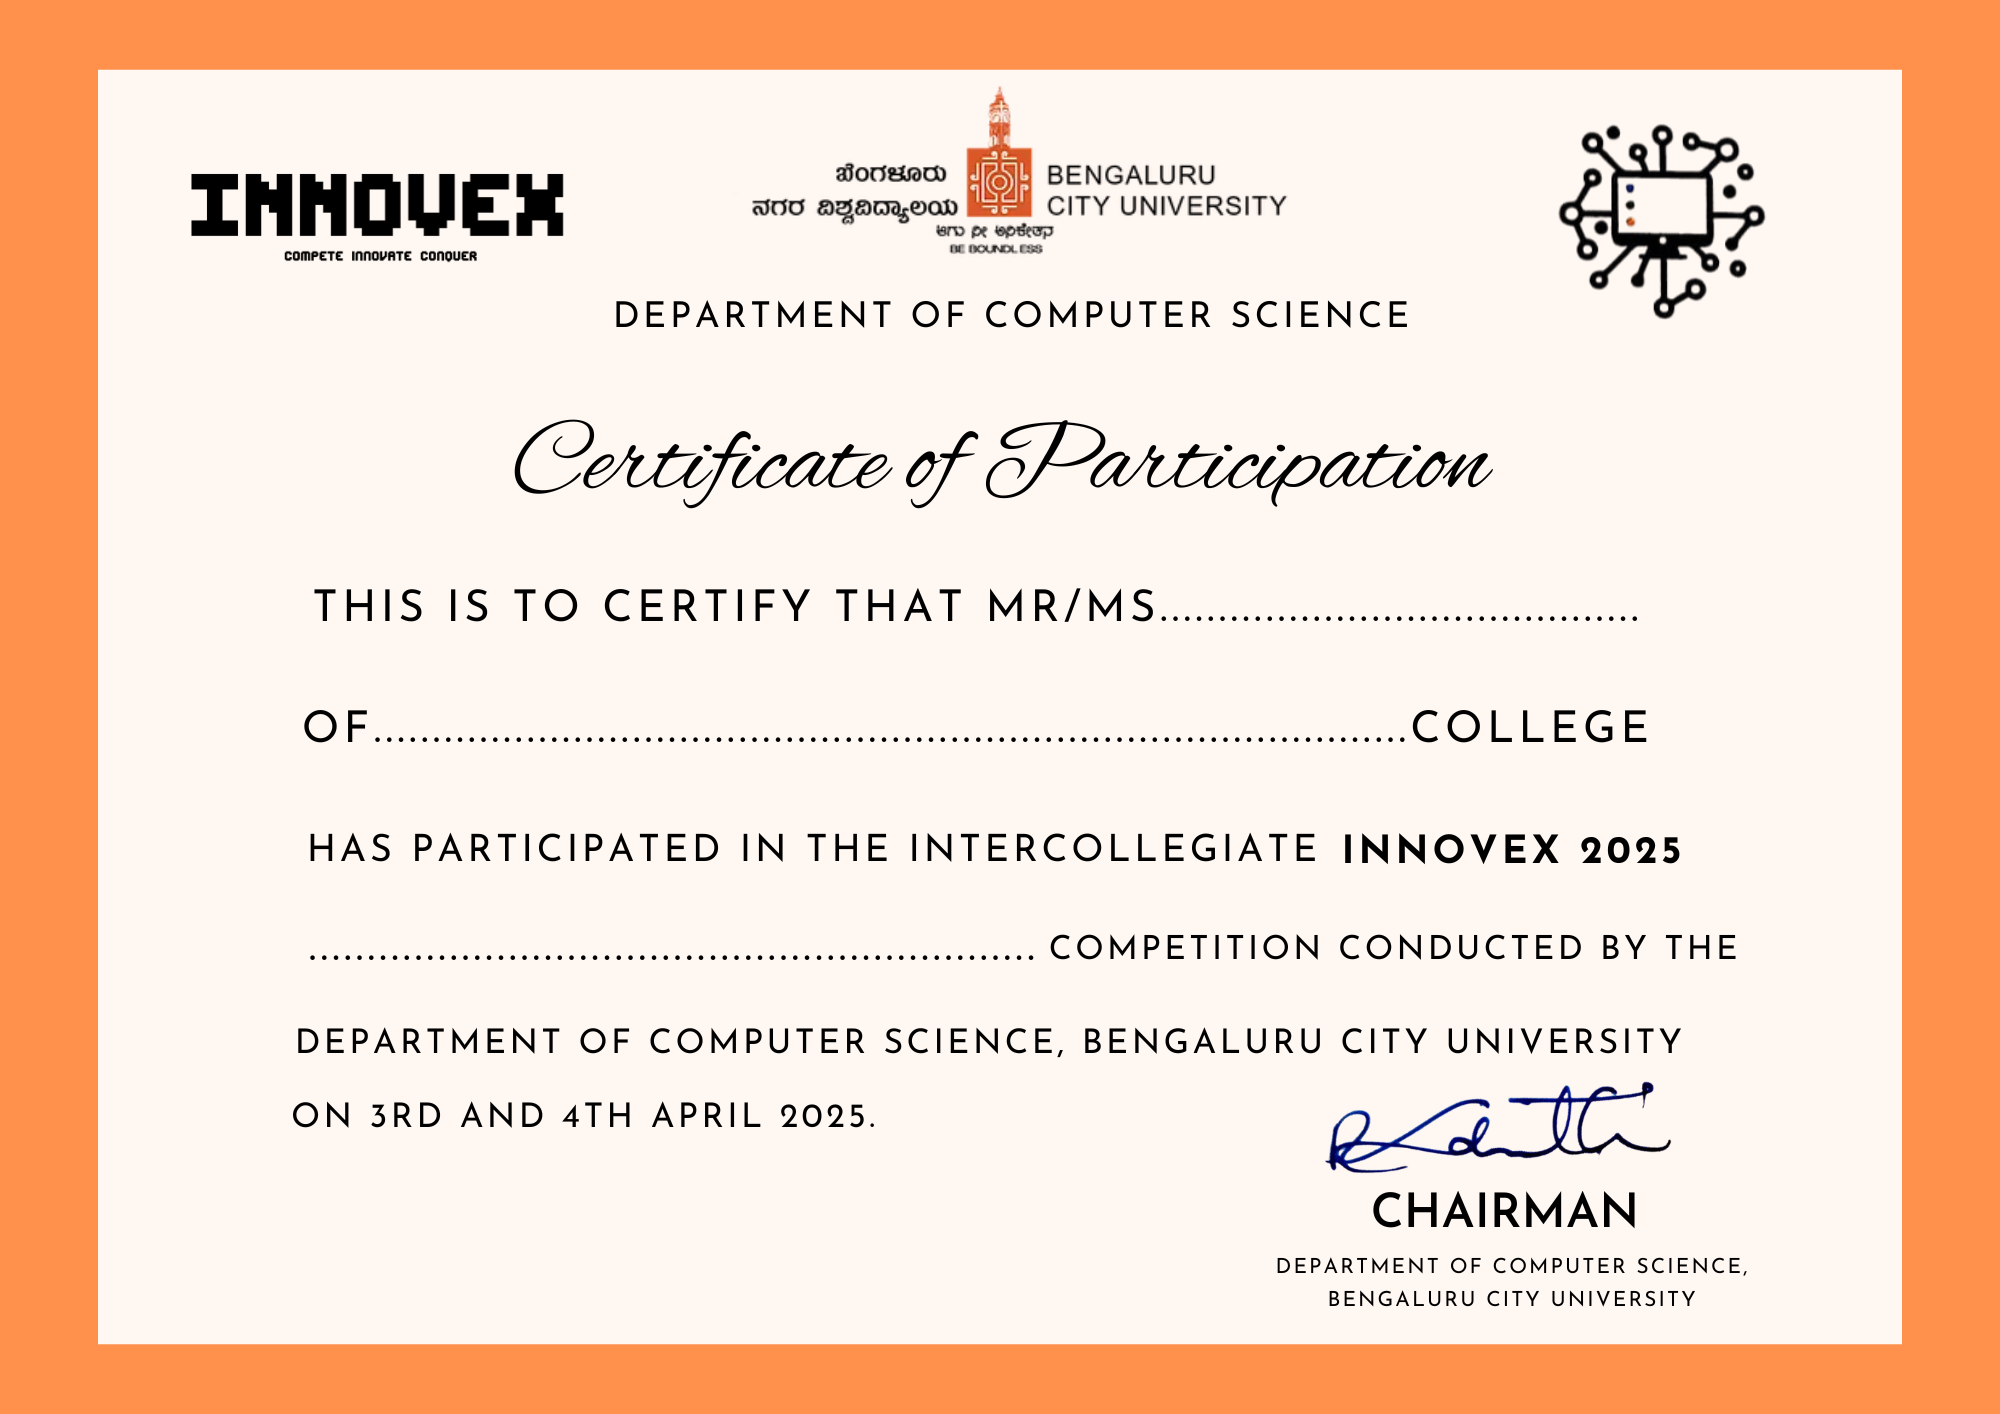 INNOVEX
COMPETE INNOVATE CONQUER
ಬೆಂಗಳೂರು
ನಗರ ವಿಶ್ವವಿದ್ಯಾಲಯ
BENGALURU
CITY UNIVERSITY
ಆಗು ನೀ ಅನಿಕೇತನ
BE BOUNDLESS
DEPARTMENT OF COMPUTER SCIENCE
Certificate of Participation
THIS IS TO CERTIFY THAT MR/MS.........................................
OF........................................................................................COLLEGE
HAS PARTICIPATED IN THE INTERCOLLEGIATE INNOVEX 2025
.............................................................. COMPETITION CONDUCTED BY THE
DEPARTMENT OF COMPUTER SCIENCE, BENGALURU CITY UNIVERSITY
ON 3RD AND 4TH APRIL 2025.
CHAIRMAN
DEPARTMENT OF COMPUTER SCIENCE,
BENGALURU CITY UNIVERSITY